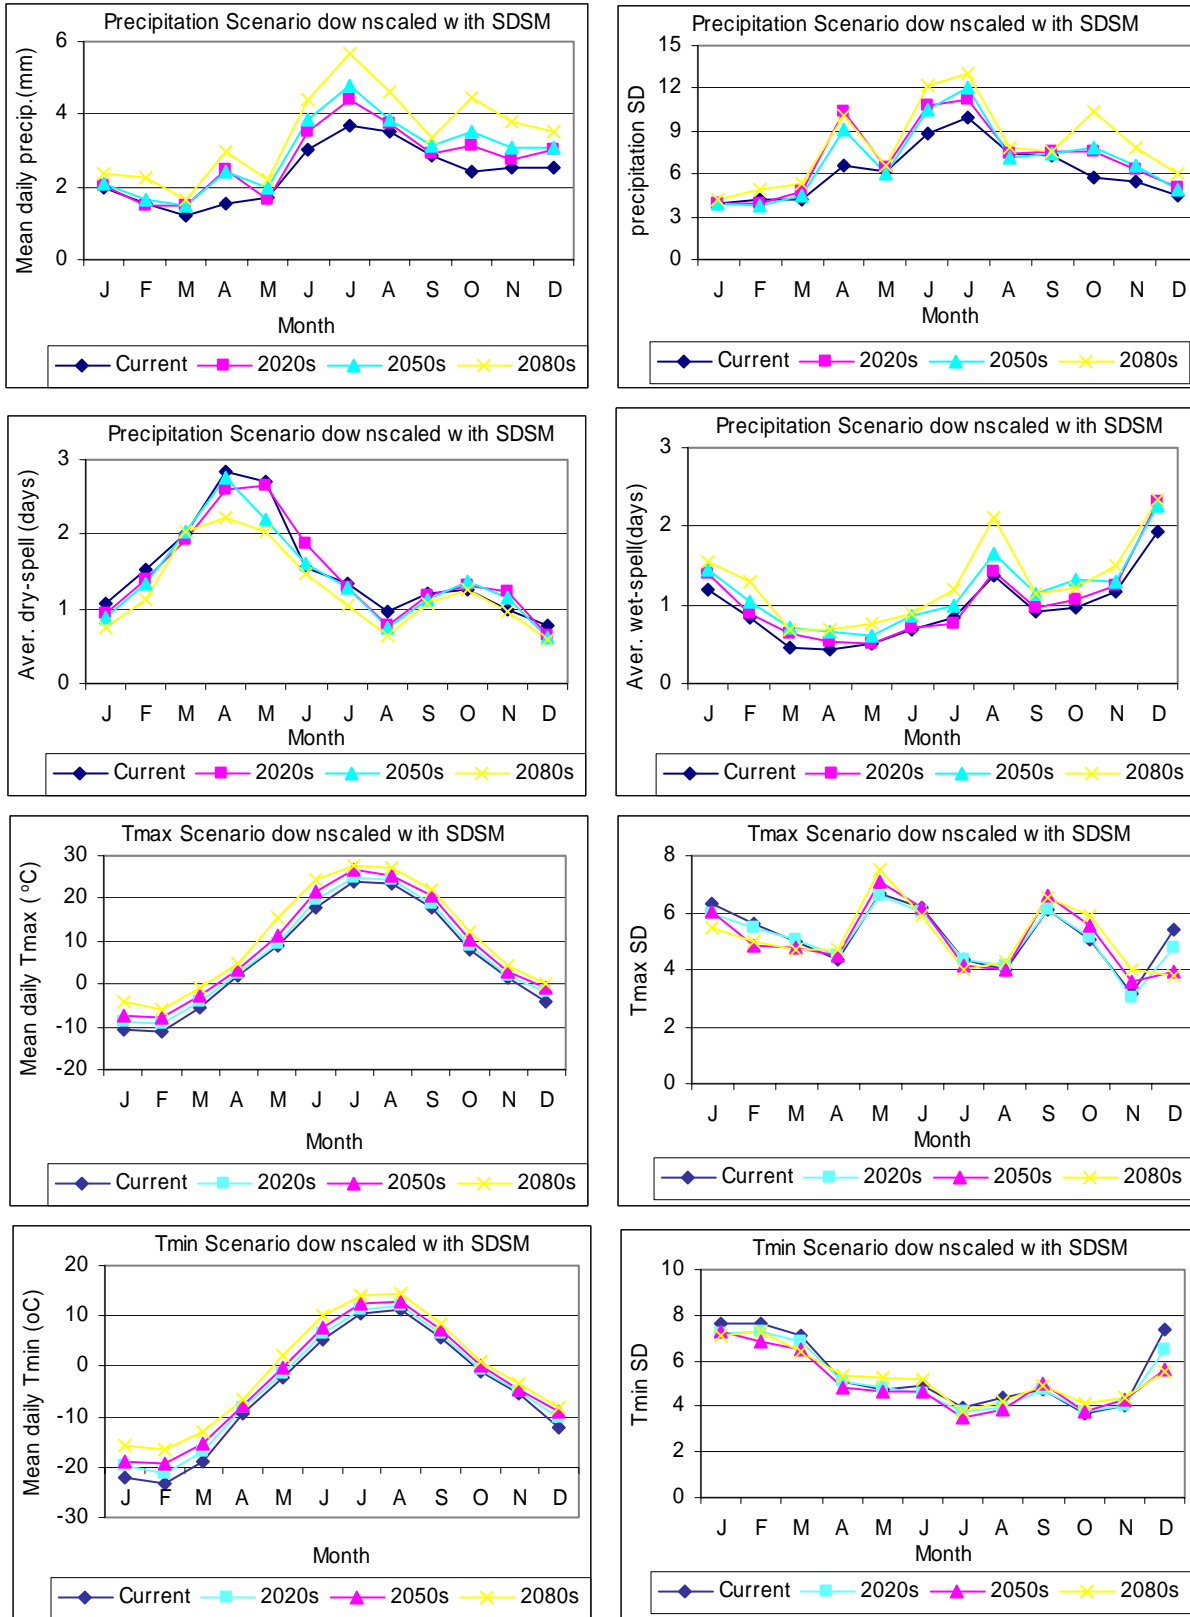 Precipitation Scenario dow nscaled w ith SDSM
Mean daily precip.(mm)
6
4
2
0
J F M A M J J A S O N D
Month
Current 2020s 2050s 2080s
Precipitation Scenario dow nscaled w ith SDSM
precipitation SD
15
12
9
6
3
0
J F M A M J J A S O N D
Month
Current 2020s 2050s 2080s
Precipitation Scenario dow nscaled w ith SDSM
Aver. dry-spell (days)
3
2
1
0
J F M A M J J A S O N D
Month
Current 2020s 2050s 2080s
Precipitation Scenario dow nscaled w ith SDSM
Aver. wet-spell(days)
3
2
1
0
J F M A M J J A S O N D
Month
Current 2020s 2050s 2080s
Tmax Scenario dow nscaled w ith SDSM
Mean daily Tmax ( °C)
30
20
10
0
-10
-20
J F M A M J J A S O N D
Month
Current 2020s 2050s 2080s
Tmax Scenario dow nscaled w ith SDSM
Tmax SD
8
6
4
2
0
J F M A M J J A S O N D
Month
Current 2020s 2050s 2080s
Tmin Scenario dow nscaled w ith SDSM
Mean daily Tmin (oC)
20
10
0
-10
-20
-30
J F M A M J J A S O N D
Month
Current 2020s 2050s 2080s
Tmin Scenario dow nscaled w ith SDSM
Tmin SD
10
8
6
4
2
0
J F M A M J J A S O N D
Month
Current 2020s 2050s 2080s